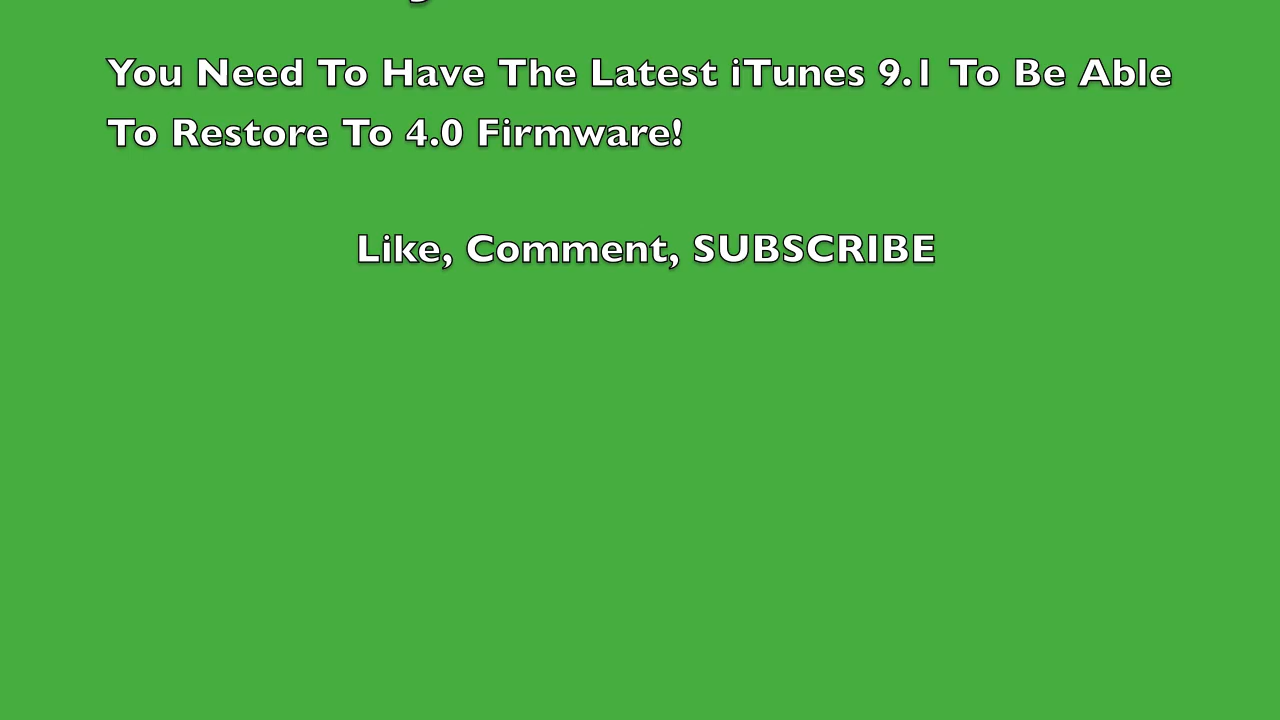 You Need To Have The Latest iTunes 9.1 To Be Able
To Restore To 4.0 Firmware!
Like, Comment, SUBSCRIBE